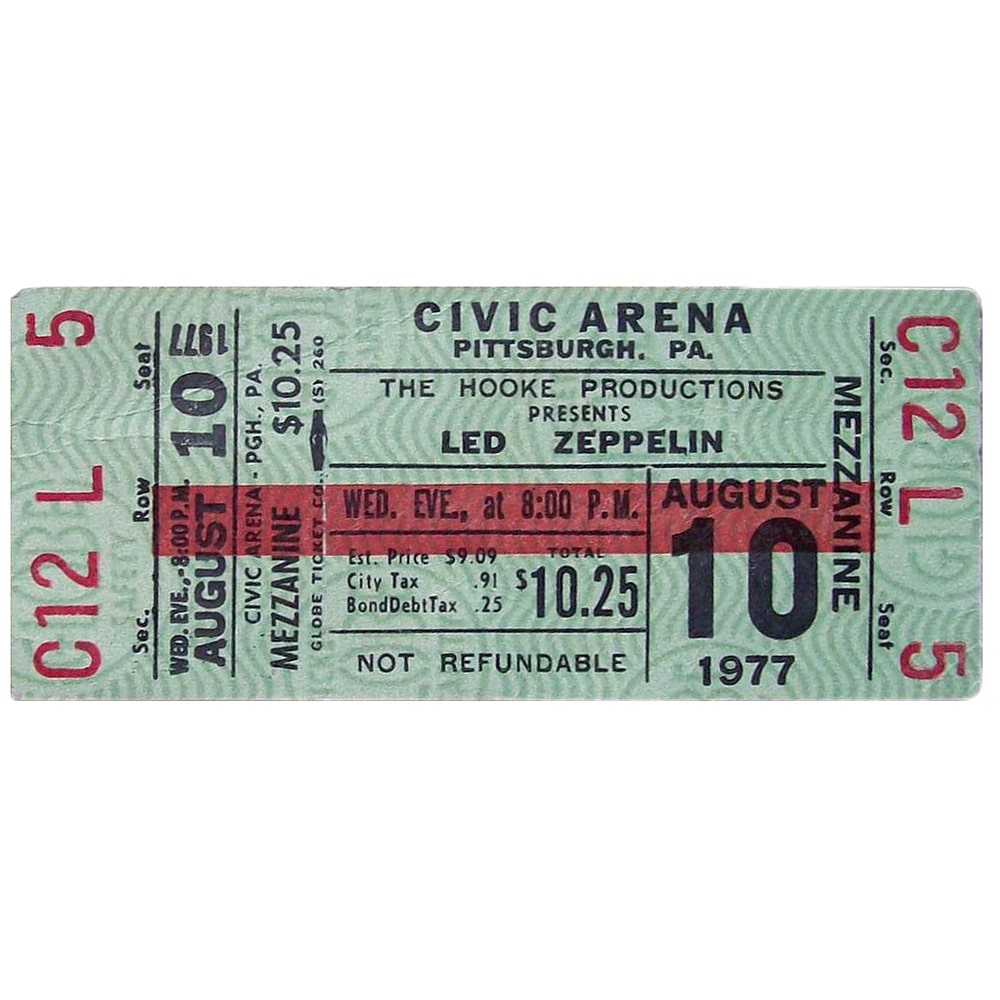 5
L
C12
Seat
Row
Sec.
1977
WED. EVE.,-8:00 P.M.
AUGUST 10
CIVIC ARENA - PGH., PA.
MEZZANINE $10.25
GLOBE TICKET CO. (S) 260
CIVIC ARENA
PITTSBURGH. PA.
THE HOOKE PRODUCTIONS
PRESENTS
LED ZEPPELIN
WED. EVE., at 8:00 P.M.
Est. Price $9.09
City Tax .91
BondDebtTax .25
TOTAL
$10.25
NOT REFUNDABLE
AUGUST
10
1977
MEZZANINE
Sec.
Row
Seat
C12
L
5